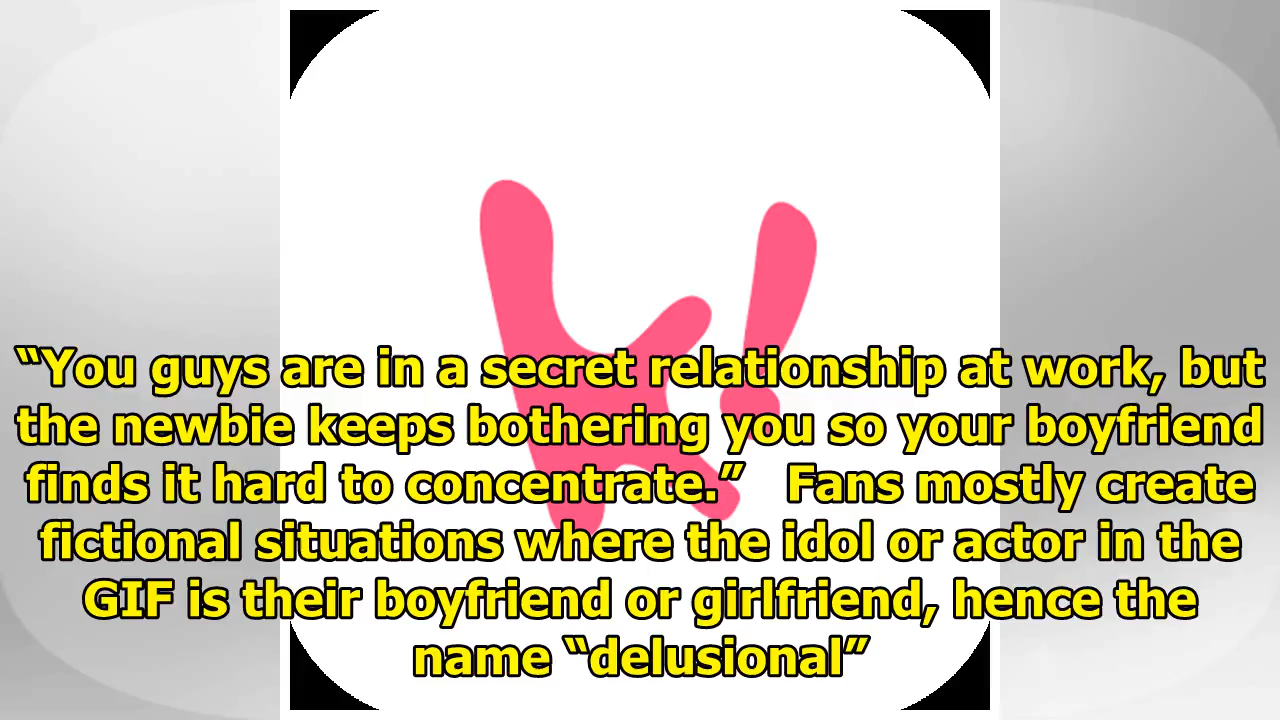 “You guys are in a secret relationship at work, but
the newbie keeps bothering you so your boyfriend
finds it hard to concentrate.”   Fans mostly create
fictional situations where the idol or actor in the
GIF is their boyfriend or girlfriend, hence the
name “delusional”